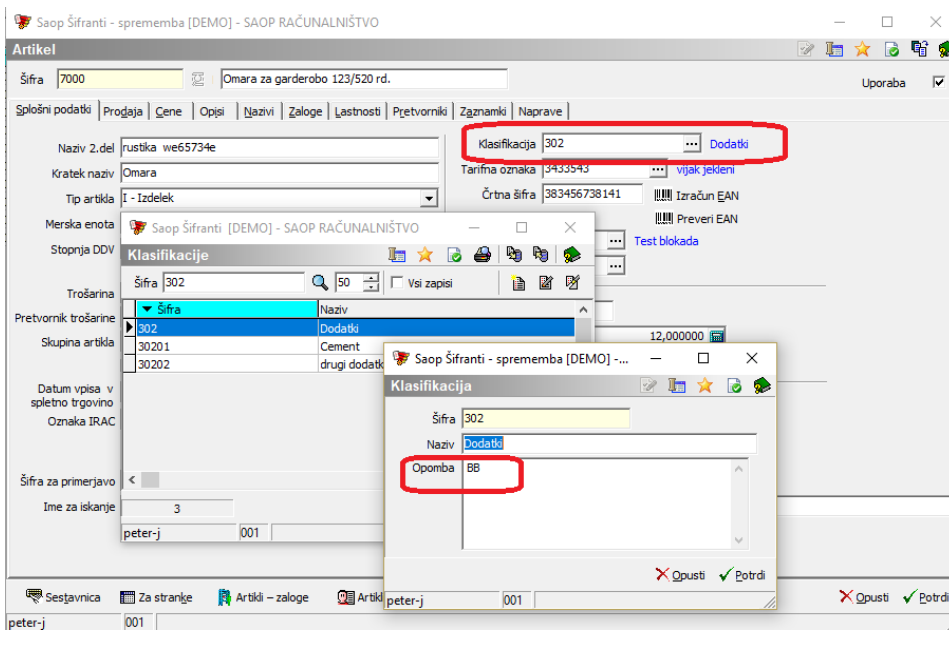 Saop Šifranti - sprememba [DEMO] - SAOP RAČUNALNIŠTVO
Artikel
Šifra 7000 Omara za garderobo 123/520 rd. Uporaba
Splošni podatki Prodaja Cene Opisi Nazivi Zaloge Lastnosti Pretvorniki Zaznamki Naprave
Naziv 2.del rustika we65734e
Klasifikacija 302 ... Dodatki
Kratek naziv Omara
Tarifna oznaka 3433543 ... vijak jekleni
Tip artikla I - Izdelek
Črtna šifra 383456738141 Izračun EAN
Merska enota
Preveri EAN
Stopnja DDV
... Test blokada
...
Trošarina
Pretvornik trošarine
Skupina artikla
12,000000
Datum vpisa v
spletno trgovino
Oznaka IRAC
Šifra za primerjavo
Ime za iskanje
Saop Šifranti [DEMO] - SAOP RAČUNALNIŠTVO
Klasifikacije
Šifra 302 50 Vsi zapisi
Šifra Naziv
302 Dodatki
30201 Cement
30202 drugi dodatk
3
peter-j 001
Saop Šifranti - sprememba [DEMO] -...
Klasifikacija
Šifra 302
Naziv Dodatki
Opomba BB
Opusti Potrdi
peter-j 001
Sestavnica Za stranke Artikli – zaloge Artikl Opusti Potrdi
peter-j 001